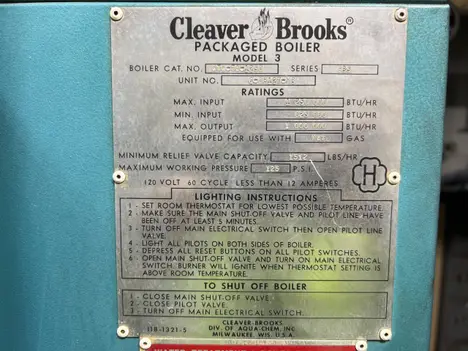 Cleaver Brooks®
PACKAGED BOILER
MODEL 3
BOILER CAT. NO. SERIES
UNIT NO.
RATINGS
MAX. INPUT BTU/HR
MIN. INPUT BTU/HR
MAX. OUTPUT BTU/HR
EQUIPPED FOR USE WITH GAS
MINIMUM RELIEF VALVE CAPACITY LBS/HR
MAXIMUM WORKING PRESSURE 125 P.S.I.
H
120 VOLT 60 CYCLE LESS THAN 12 AMPERES
LIGHTING INSTRUCTIONS
1 - SET ROOM THERMOSTAT FOR LOWEST POSSIBLE TEMPERATURE.
2 - MAKE SURE THE MAIN SHUT-OFF VALVE AND PILOT LINE HAVE
BEEN OFF AT LEAST 5 MINUTES.
3 - TURN OFF MAIN ELECTRICAL SWITCH THEN OPEN PILOT LINE
VALVE.
4 - LIGHT ALL PILOTS ON BOTH SIDES OF BOILER.
5 - DEPRESS ALL RESET BUTTONS ON ALL PILOT SWITCHES.
6 - OPEN MAIN SHUT-OFF VALVE AND TURN ON MAIN ELECTRICAL
SWITCH. BURNER WILL IGNITE WHEN THERMOSTAT SETTING IS
ABOVE ROOM TEMPERATURE.
TO SHUT OFF BOILER
1 - CLOSE MAIN SHUT-OFF VALVE.
2 - CLOSE PILOT VALVE.
3 - TURN OFF MAIN ELECTRICAL SWITCH.
118-1321-5
CLEAVER-BROOKS
DIV. OF AQUA-CHEM, INC.
MILWAUKEE, WIS. U.S.A.